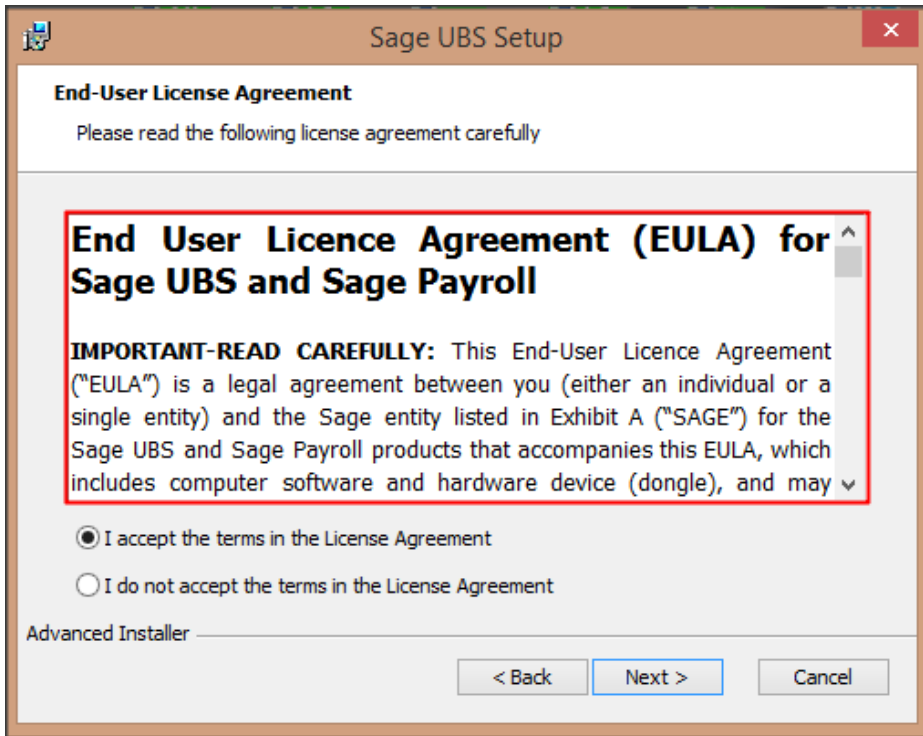 Sage UBS Setup
End-User License Agreement
Please read the following license agreement carefully
End User Licence Agreement (EULA) for
Sage UBS and Sage Payroll
IMPORTANT-READ CAREFULLY: This End-User Licence Agreement
("EULA") is a legal agreement between you (either an individual or a
single entity) and the Sage entity listed in Exhibit A ("SAGE") for the
Sage UBS and Sage Payroll products that accompanies this EULA, which
includes computer software and hardware device (dongle), and may
I accept the terms in the License Agreement
I do not accept the terms in the License Agreement
Advanced Installer
< Back Next > Cancel